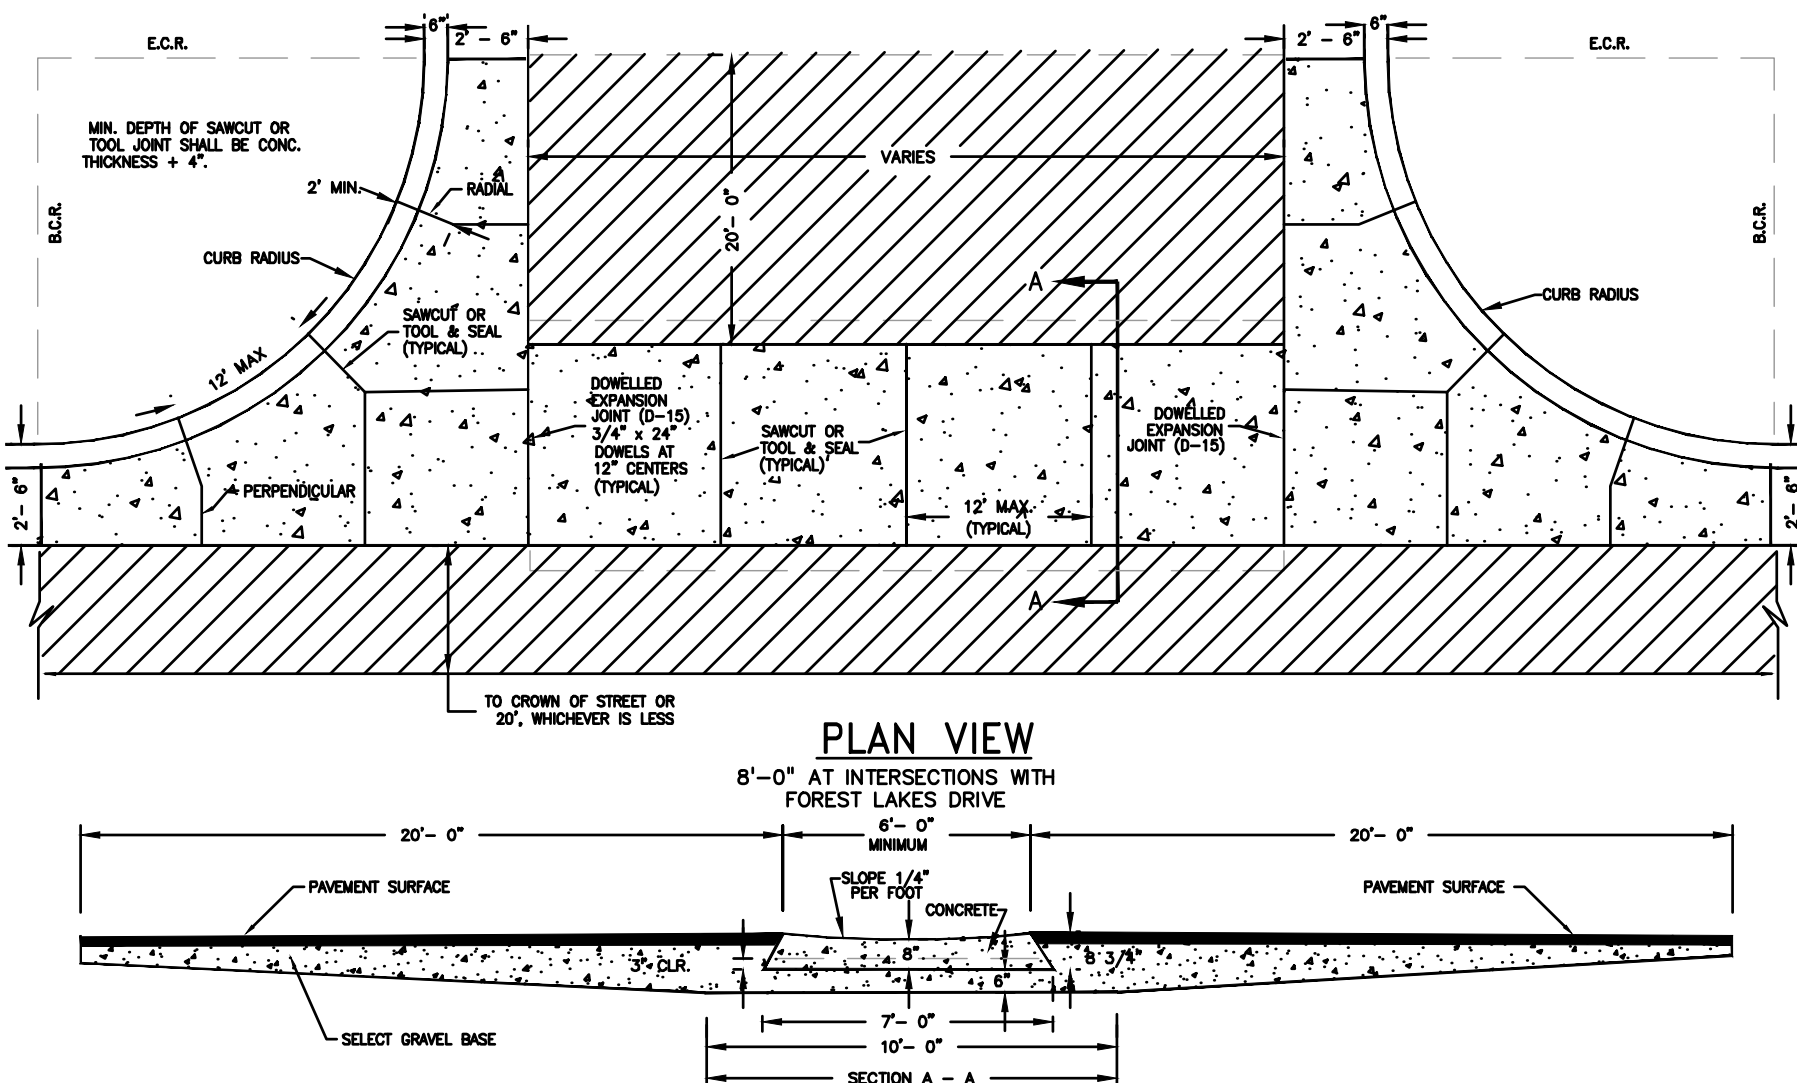 6"
2' - 6"
E.C.R.
MIN. DEPTH OF SAWCUT OR
TOOL JOINT SHALL BE CONC.
THICKNESS + 4".
2' MIN.
RADIAL
B.C.R.
CURB RADIUS
SAWCUT OR
TOOL & SEAL
(TYPICAL)
12' MAX
PERPENDICULAR
2'- 6"
VARIES
20'- 0"
A
DOWELLED
EXPANSION
JOINT (D-15)
3/4" x 24"
DOWELS AT
12" CENTERS
(TYPICAL)
SAWCUT OR
TOOL & SEAL
(TYPICAL)
12' MAX.
(TYPICAL)
DOWELLED
EXPANSION
JOINT (D-15)
A
2' - 6"
6"
E.C.R.
B.C.R.
CURB RADIUS
2'- 6"
TO CROWN OF STREET OR
20', WHICHEVER IS LESS
PLAN VIEW
8'-0" AT INTERSECTIONS WITH
FOREST LAKES DRIVE
20'- 0"
6'- 0"
MINIMUM
20'- 0"
PAVEMENT SURFACE
SLOPE 1/4"
PER FOOT
CONCRETE
PAVEMENT SURFACE
3" CLR.
8"
8 3/4"
6"
SELECT GRAVEL BASE
7'- 0"
10'- 0"
SECTION A - A